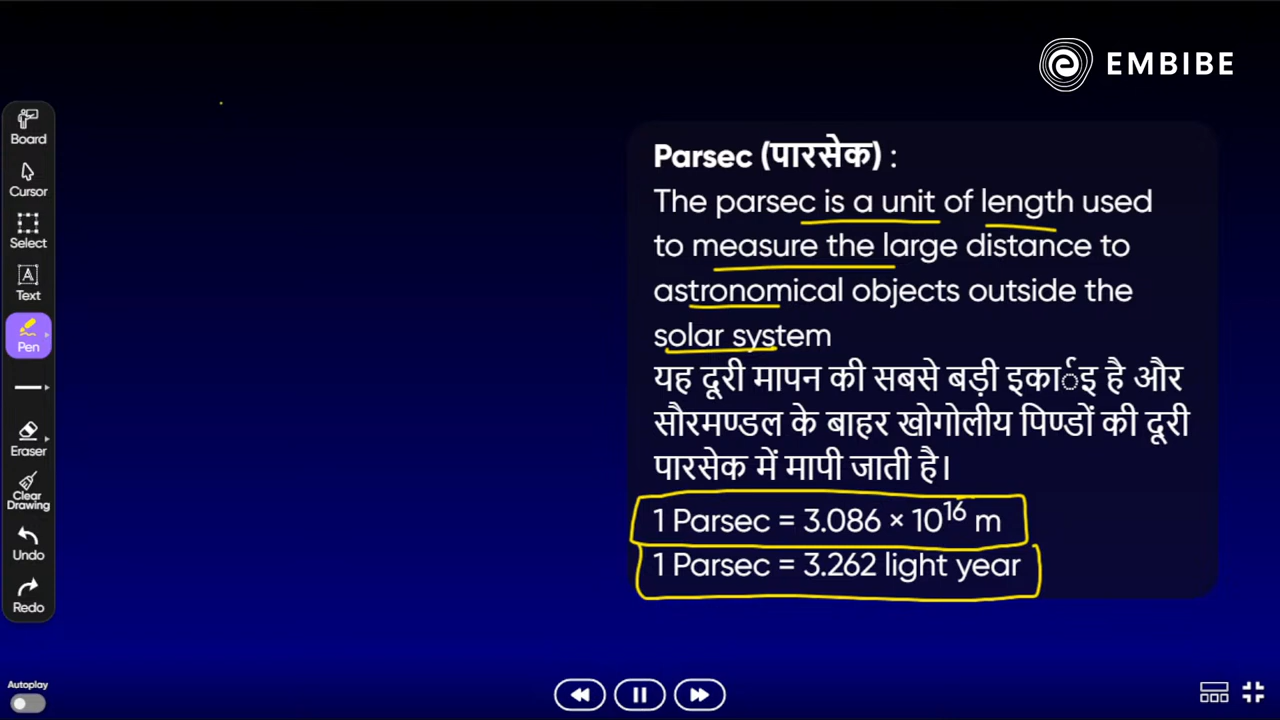 EMBIBE
Board
Cursor
Select
Text
Pen
Eraser
Clear
Drawing
Undo
Redo
Autoplay
Parsec (पारसेक) :
The parsec is a unit of length used
to measure the large distance to
astronomical objects outside the
solar system
यह दूरी मापन की सबसे बड़ी इकार्इ है और
सौरमण्डल के बाहर खोगोलीय पिण्डों की दूरी
पारसेक में मापी जाती है।
1 Parsec = 3.086 × 10¹⁶ m
1 Parsec = 3.262 light year